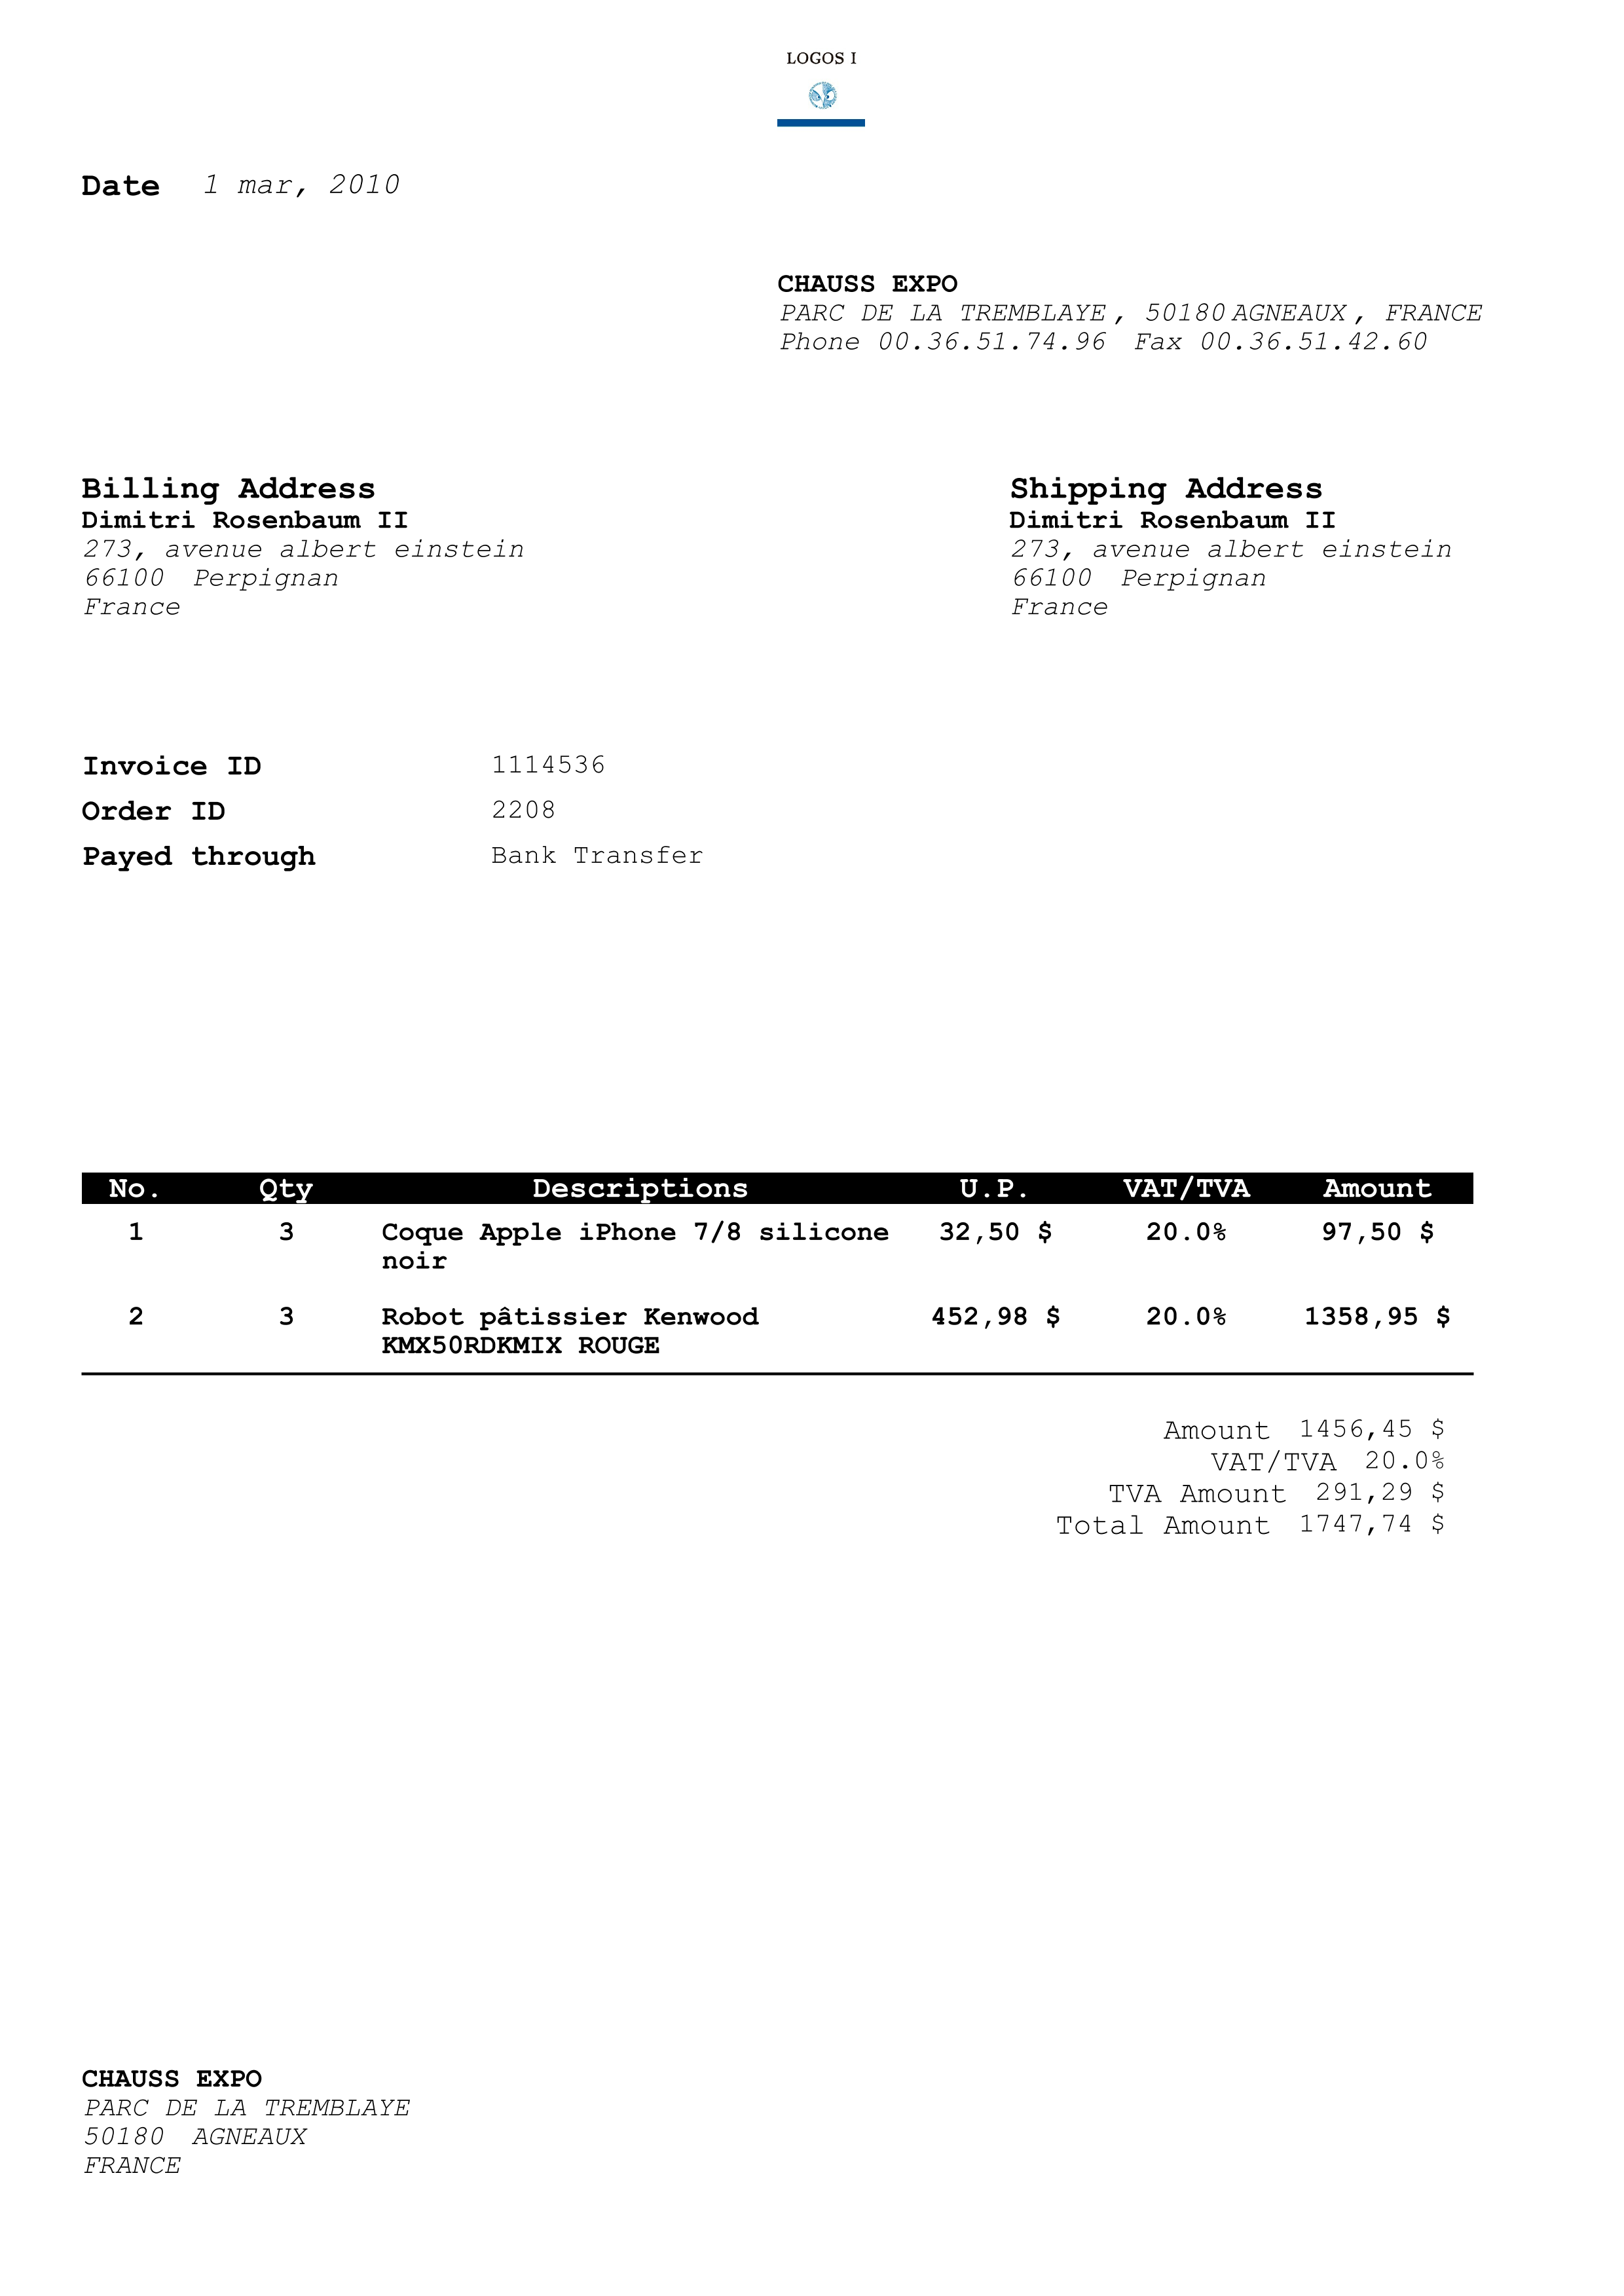 LOGOS I
Date 1 mar, 2010
CHAUSS EXPO
PARC DE LA TREMBLAYE, 50180 AGNEAUX, FRANCE
Phone 00.36.51.74.96 Fax 00.36.51.42.60
Billing Address
Dimitri Rosenbaum II
273, avenue albert einstein
66100 Perpignan
France
Shipping Address
Dimitri Rosenbaum II
273, avenue albert einstein
66100 Perpignan
France
Invoice ID 1114536
Order ID 2208
Payed through Bank Transfer
No. Qty Descriptions U.P. VAT/TVA Amount
1 3 Coque Apple iPhone 7/8 silicone 32,50 $ 20.0% 97,50 $
noir
2 3 Robot pâtissier Kenwood 452,98 $ 20.0% 1358,95 $
KMX50RDKMIX ROUGE
Amount 1456,45 $
VAT/TVA 20.0%
TVA Amount 291,29 $
Total Amount 1747,74 $
CHAUSS EXPO
PARC DE LA TREMBLAYE
50180 AGNEAUX
FRANCE